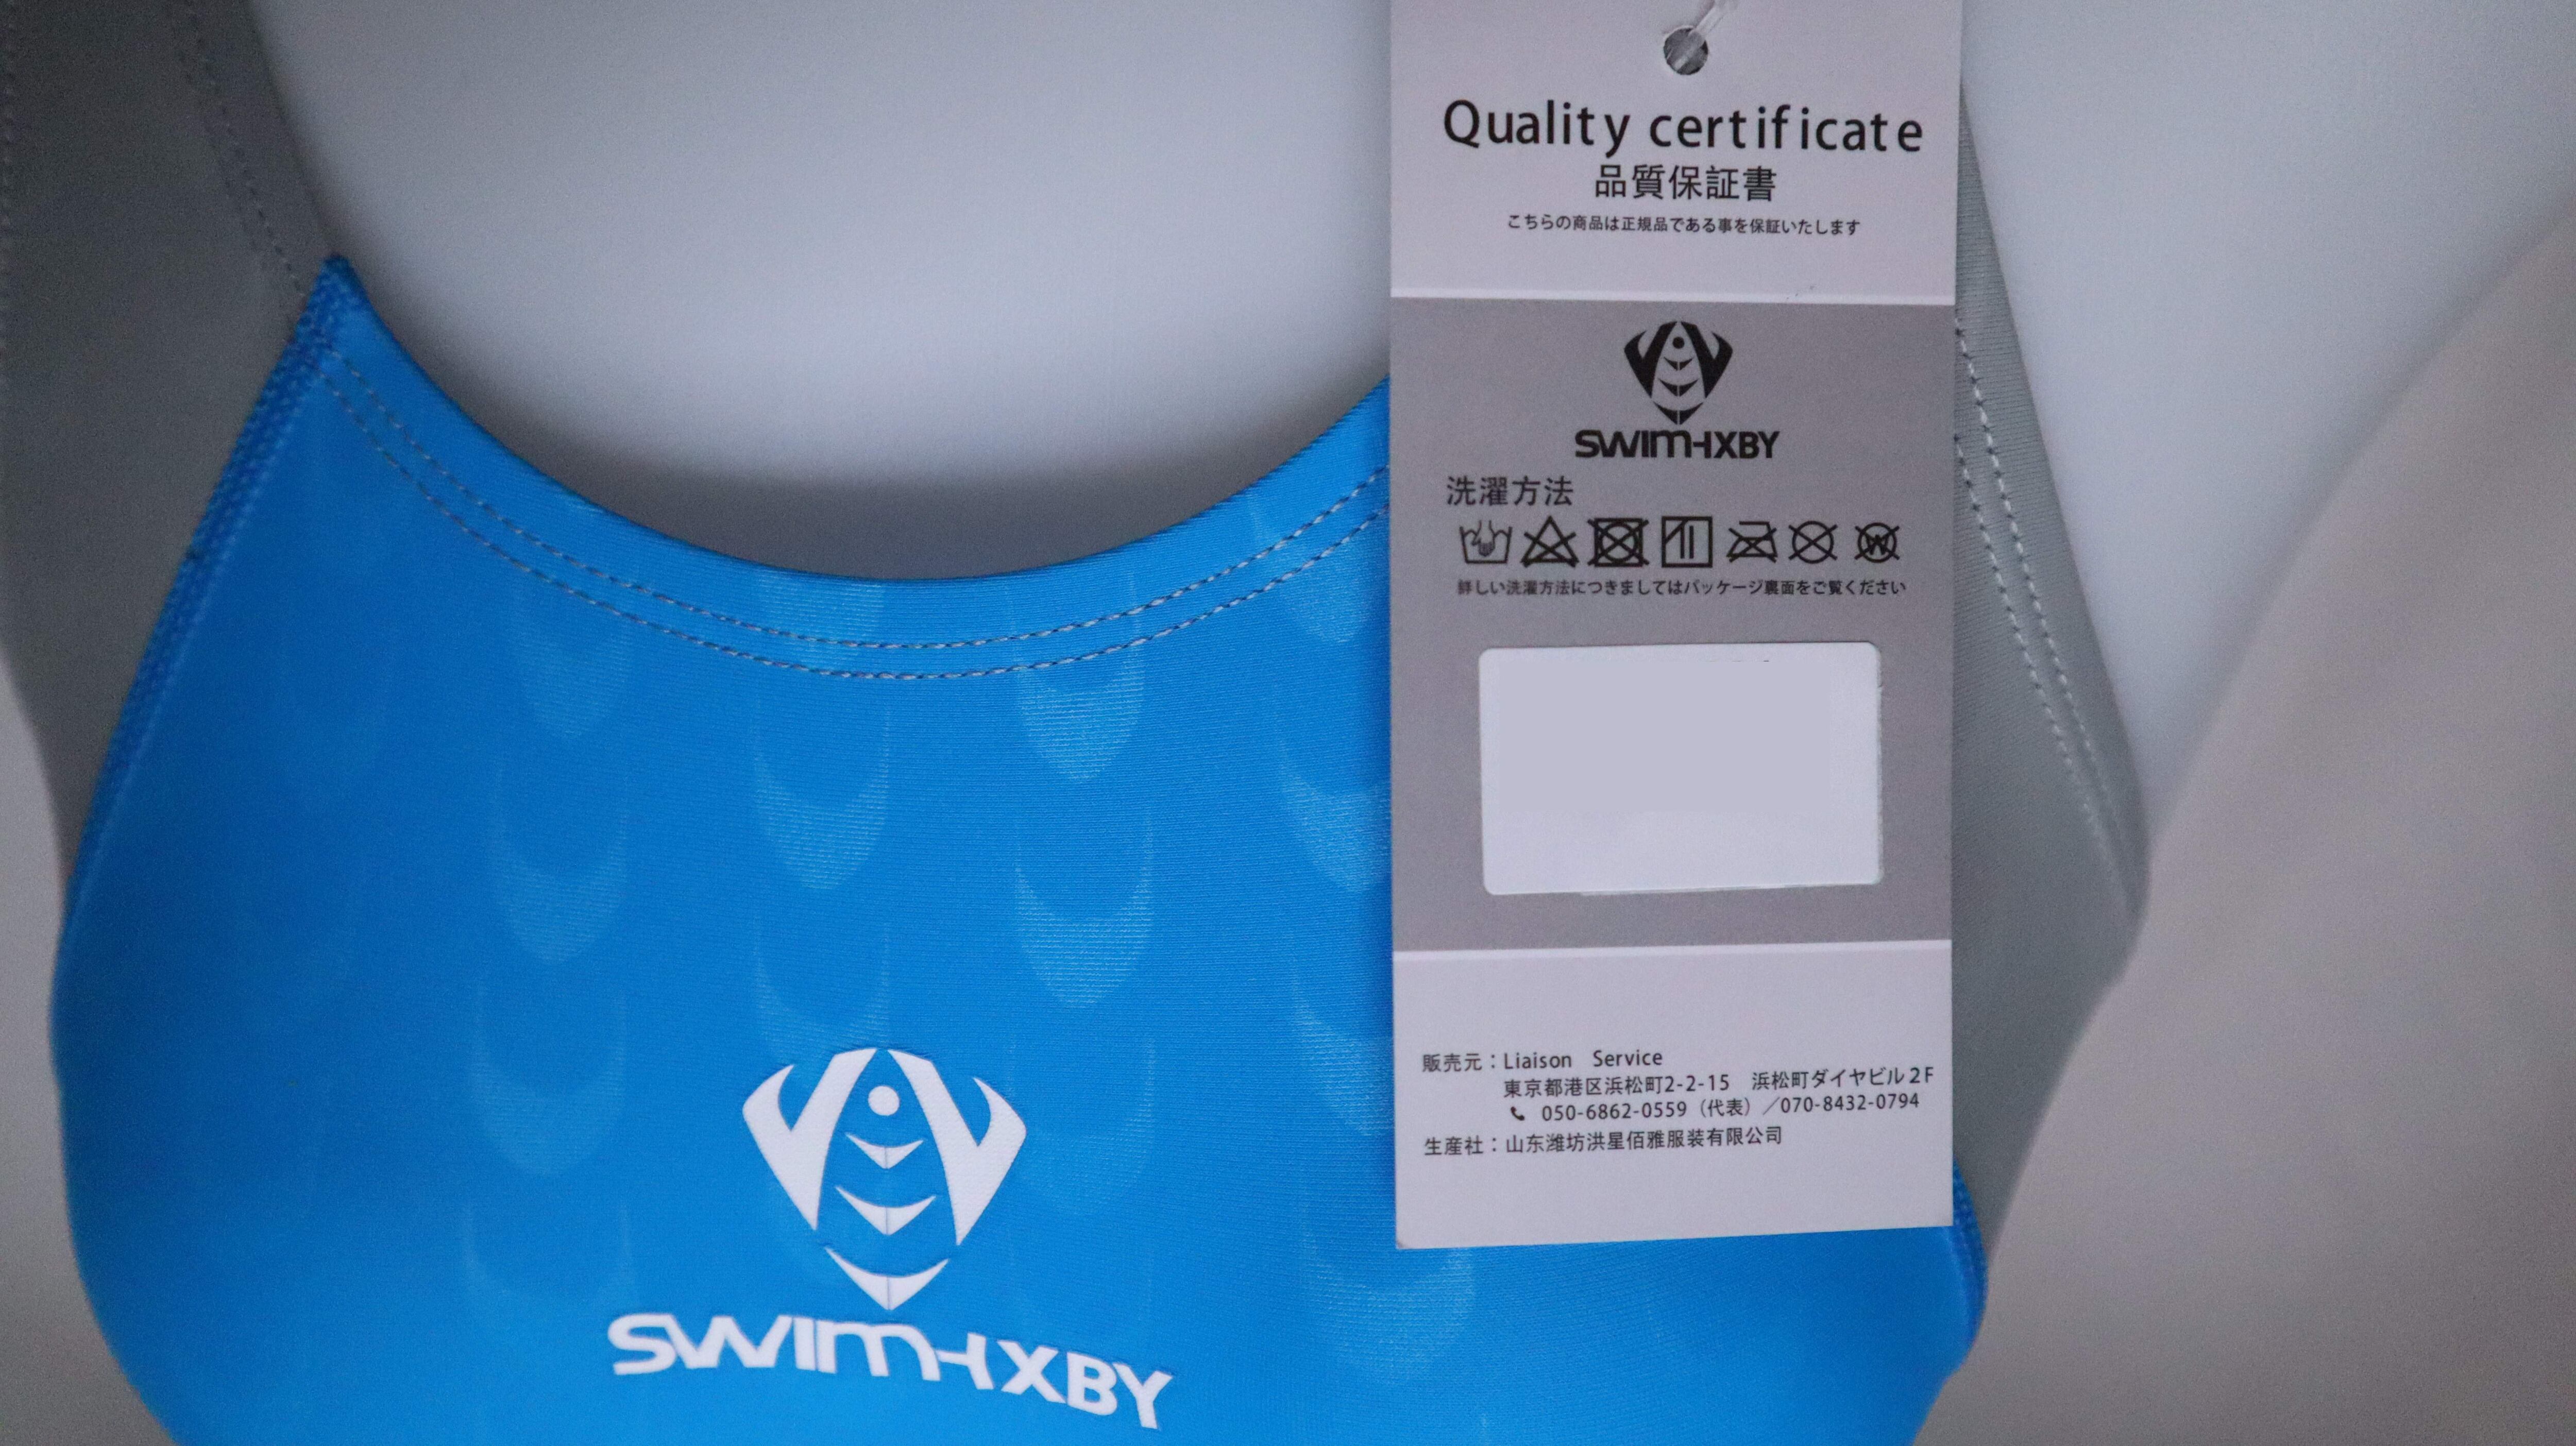 Quality certificate
品質保証書
こちらの商品は正規品である事を保証いたします
SWIMHXBY
洗濯方法
W
詳しい洗濯方法につきましてはパッケージ裏面をご覧ください
販売元：Liaison Service
東京都港区浜松町2-2-15 浜松町ダイヤビル2F
050-6862-0559（代表）／070-8432-0794
生産社：山东潍坊洪星佰雅服装有限公司
SWIMHXBY